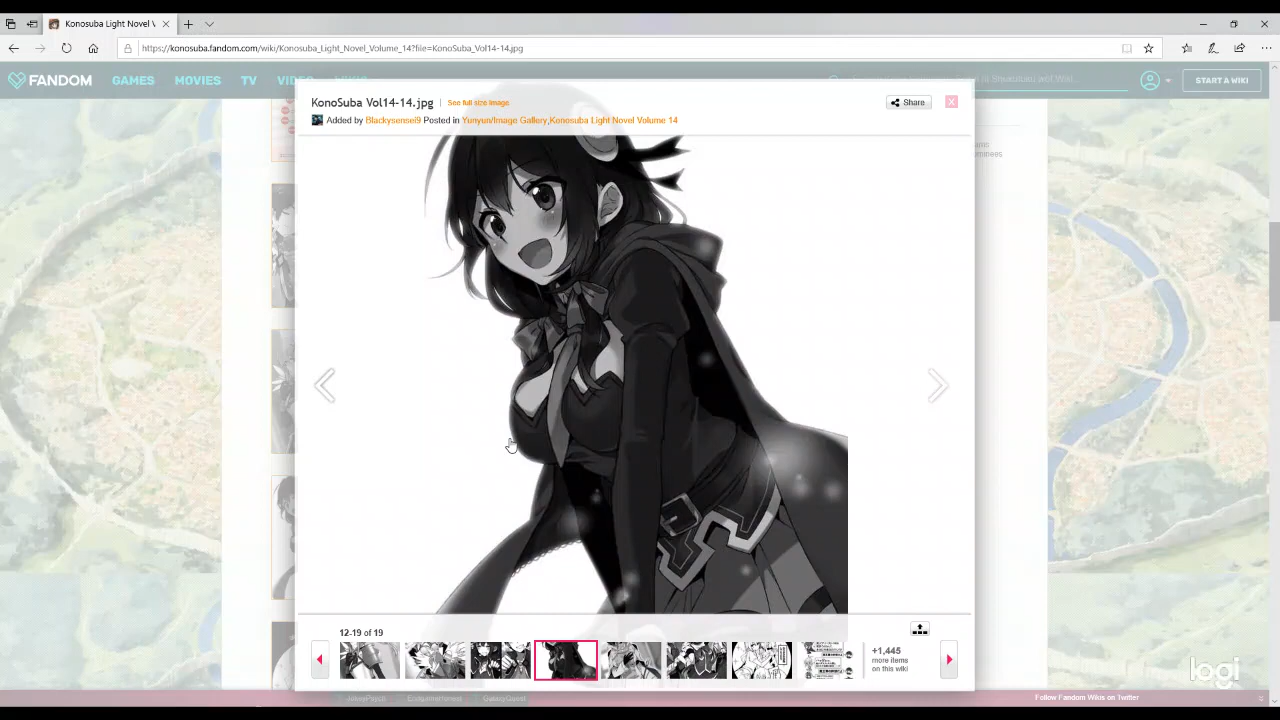 Konosuba Light Novel V
https://konosuba.fandom.com/wiki/Konosuba_Light_Novel_Volume_14?file=KonoSuba_Vol14-14.jpg
FANDOM GAMES MOVIES TV START A WIKI
KonoSuba Vol14-14.jpg See full size image Share
Added by Blackysensei9 Posted in Yunyun/Image Gallery,Konosuba Light Novel Volume 14
12-19 of 19
+1,445
more items
on this wiki
logi
Follow Fandom Wikis on Twitter